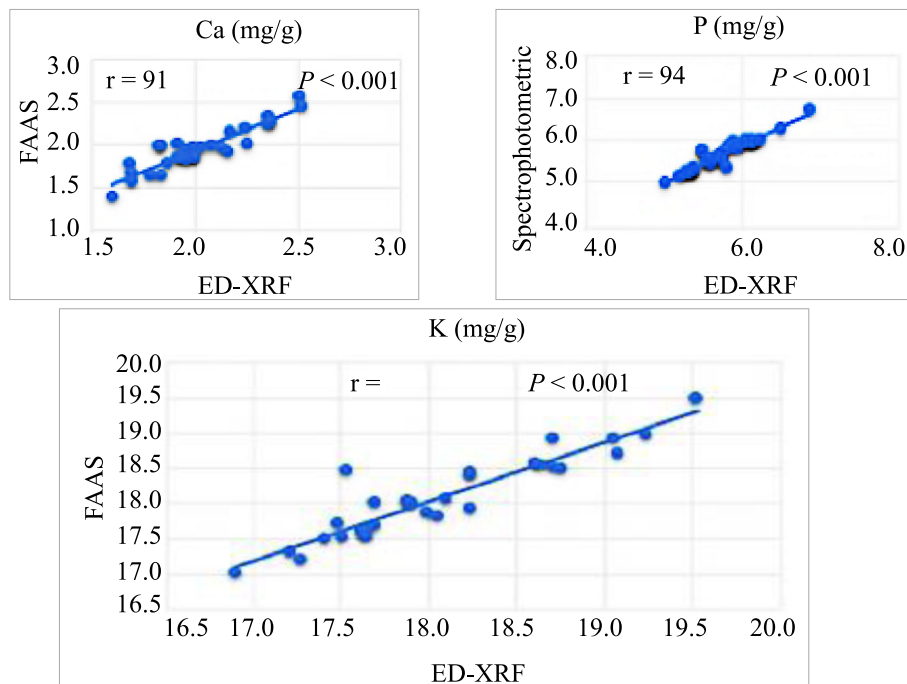 Ca (mg/g)
r = 91 P < 0.001
FAAS
3.0
2.5
2.0
1.5
1.0
1.5 2.0 2.5 3.0
ED-XRF
P (mg/g)
r = 94 P < 0.001
Spectrophotometric
8.0
7.0
6.0
5.0
4.0
4.0 6.0 8.0
ED-XRF
K (mg/g)
r = P < 0.001
FAAS
20.0
19.5
19.0
18.5
18.0
17.5
17.0
16.5
16.5 17.0 17.5 18.0 18.5 19.0 19.5 20.0
ED-XRF